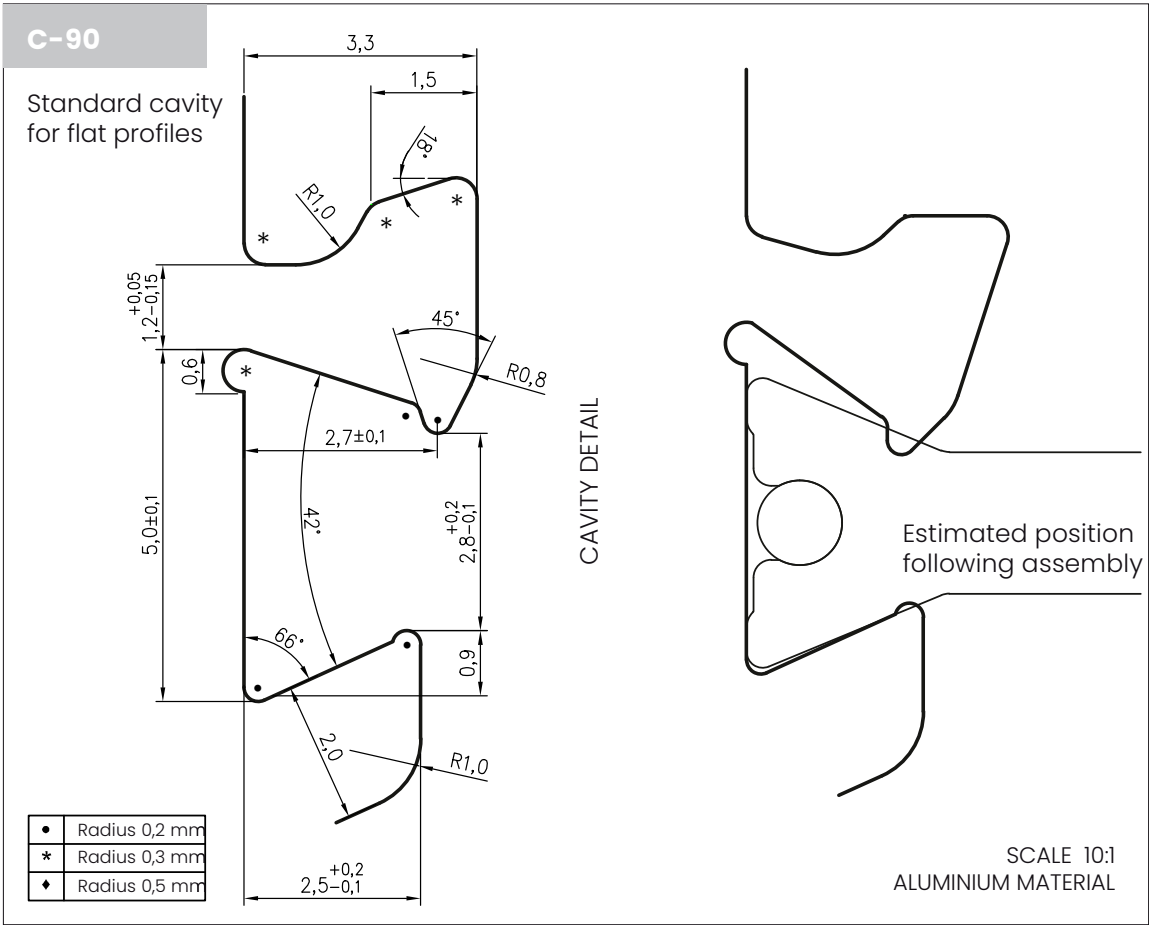 C-90
Standard cavity
for flat profiles
3,3
1,5
18°
R1,0
*
*
*
+0,05
1,2-0,15
45°
0,6
*
R0,8
2,7±0,1
5,0±0,1
42°
+0,2
2,8-0,1
66°
0,9
2,0
R1,0
+0,2
2,5-0,1
CAVITY DETAIL
Estimated position
following assembly
• Radius 0,2 mm
* Radius 0,3 mm
♦ Radius 0,5 mm
SCALE 10:1
ALUMINIUM MATERIAL